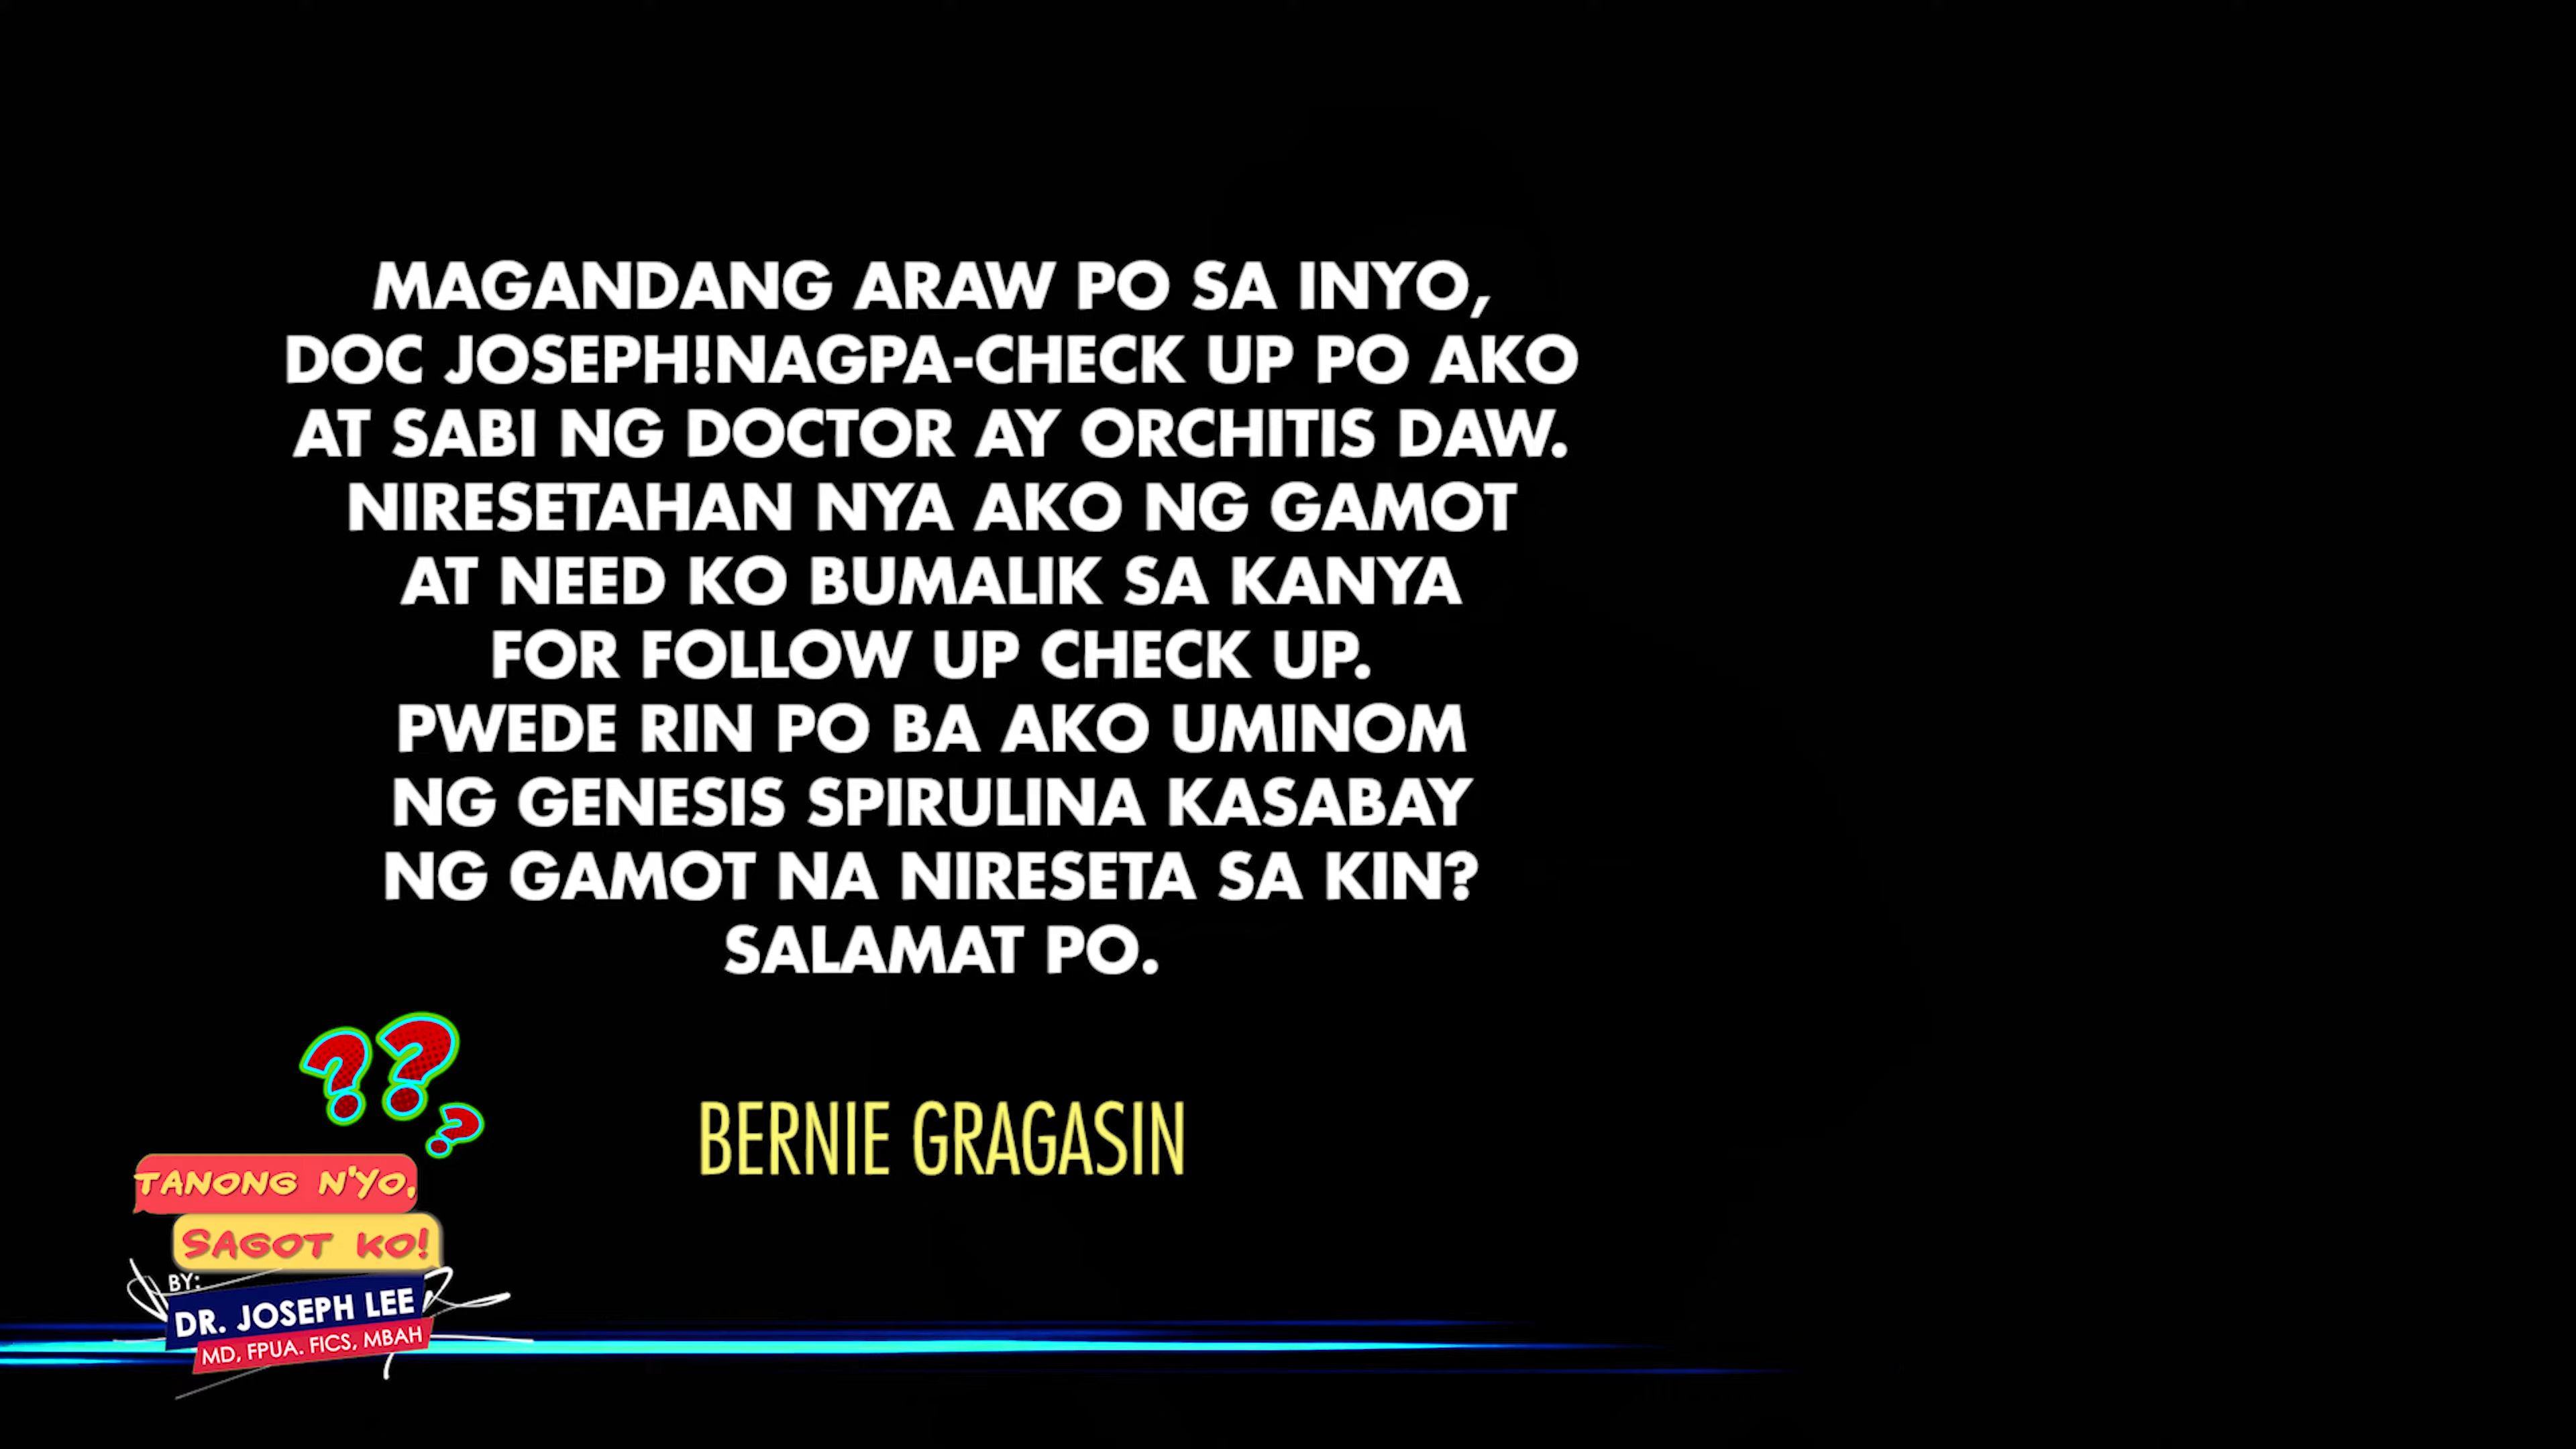 MAGANDANG ARAW PO SA INYO,
DOC JOSEPH!NAGPA-CHECK UP PO AKO
AT SABI NG DOCTOR AY ORCHITIS DAW.
NIRESETAHAN NYA AKO NG GAMOT
AT NEED KO BUMALIK SA KANYA
FOR FOLLOW UP CHECK UP.
PWEDE RIN PO BA AKO UMINOM
NG GENESIS SPIRULINA KASABAY
NG GAMOT NA NIRESETA SA KIN?
SALAMAT PO.
BERNIE GRAGASIN
???
TANONG N'YO,
SAGOT KO!
BY:
DR. JOSEPH LEE
MD, FPUA. FICS, MBAH